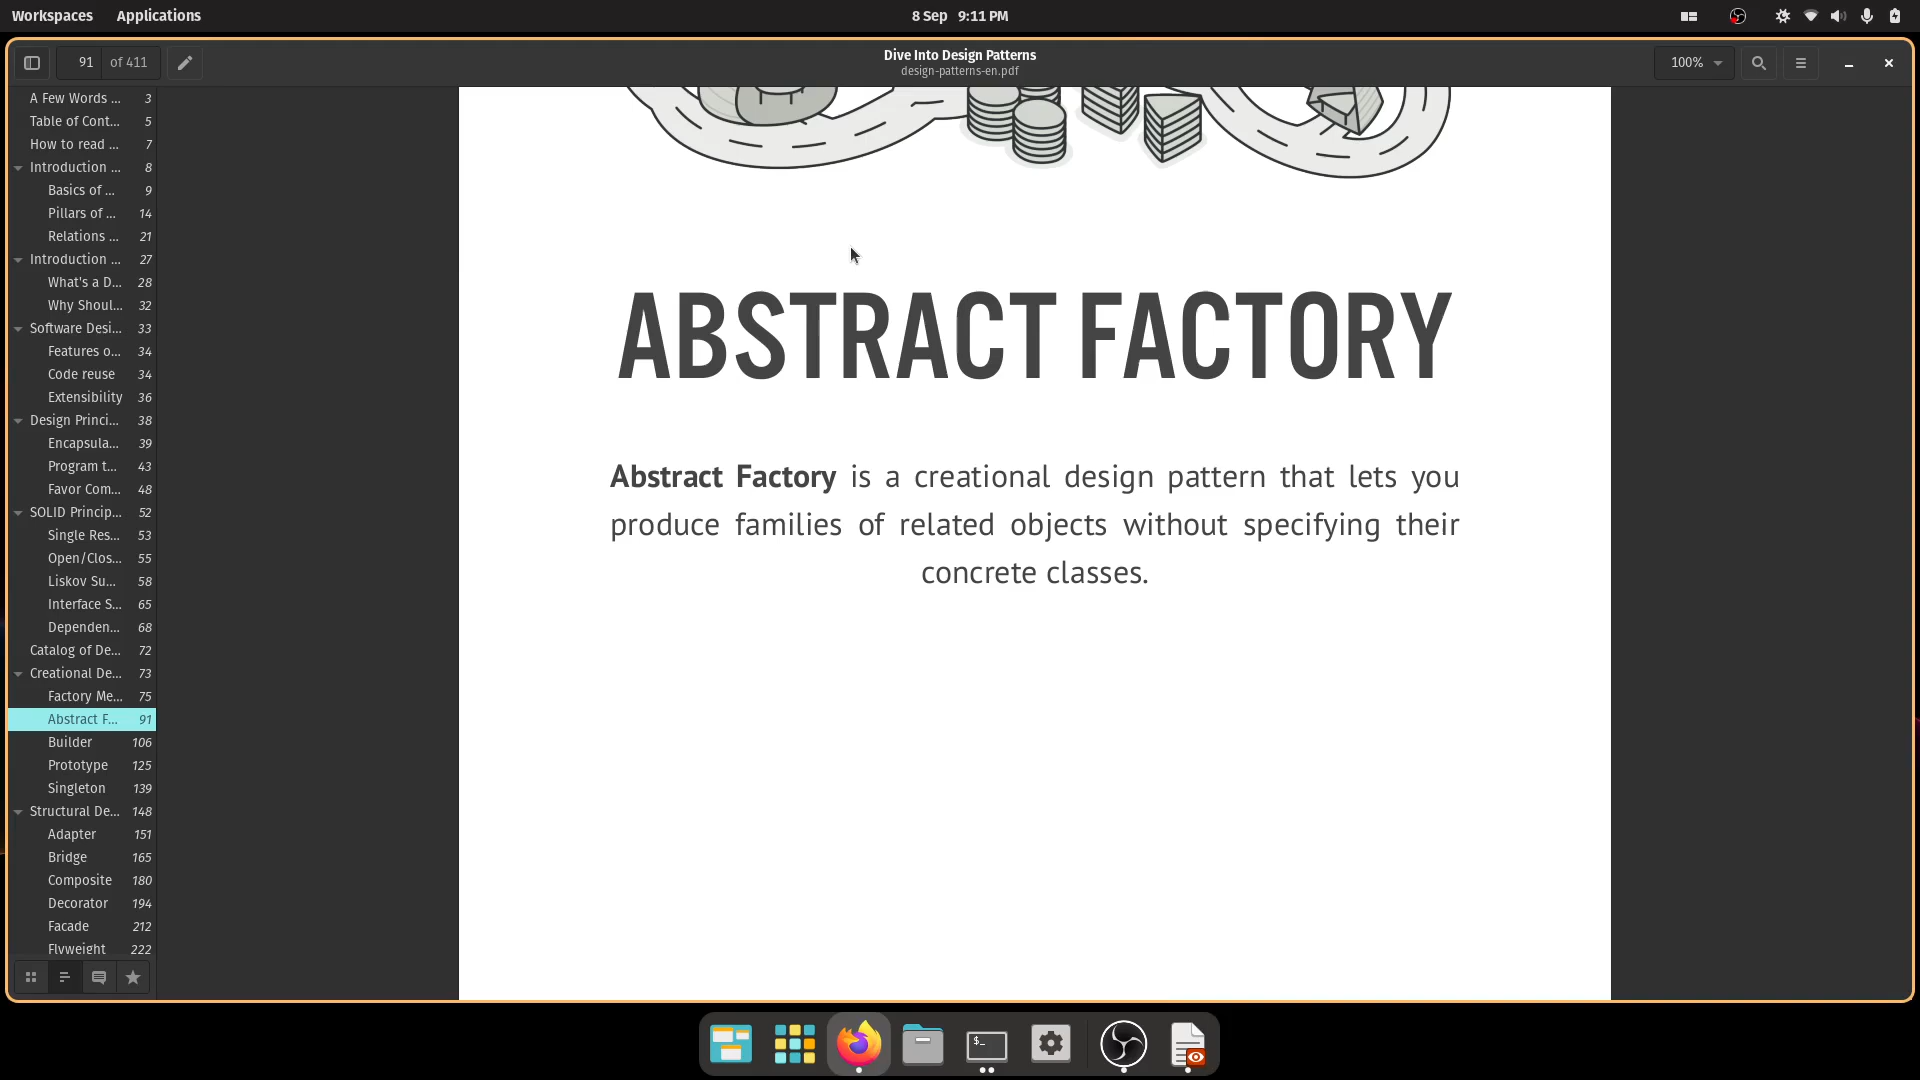 Workspaces Applications 8 Sep 9:11 PM
91 of 411
Dive Into Design Patterns
design-patterns-en.pdf
100%
A Few Words ... 3
Table of Cont... 5
How to read ... 7
Introduction ... 8
Basics of ... 9
Pillars of ... 14
Relations ... 21
Introduction ... 27
What's a D... 28
Why Shoul... 32
Software Desi... 33
Features o... 34
Code reuse 34
Extensibility 36
Design Princi... 38
Encapsula... 39
Program t... 43
Favor Com... 48
SOLID Princip... 52
Single Res... 53
Open/Clos... 55
Liskov Su... 58
Interface S... 65
Dependen... 68
Catalog of De... 72
Creational De... 73
Factory Me... 75
Abstract F... 91
Builder 106
Prototype 125
Singleton 139
Structural De... 148
Adapter 151
Bridge 165
Composite 180
Decorator 194
Facade 212
Flyweight 222
ABSTRACT FACTORY
Abstract Factory is a creational design pattern that lets you
produce families of related objects without specifying their
concrete classes.
$_